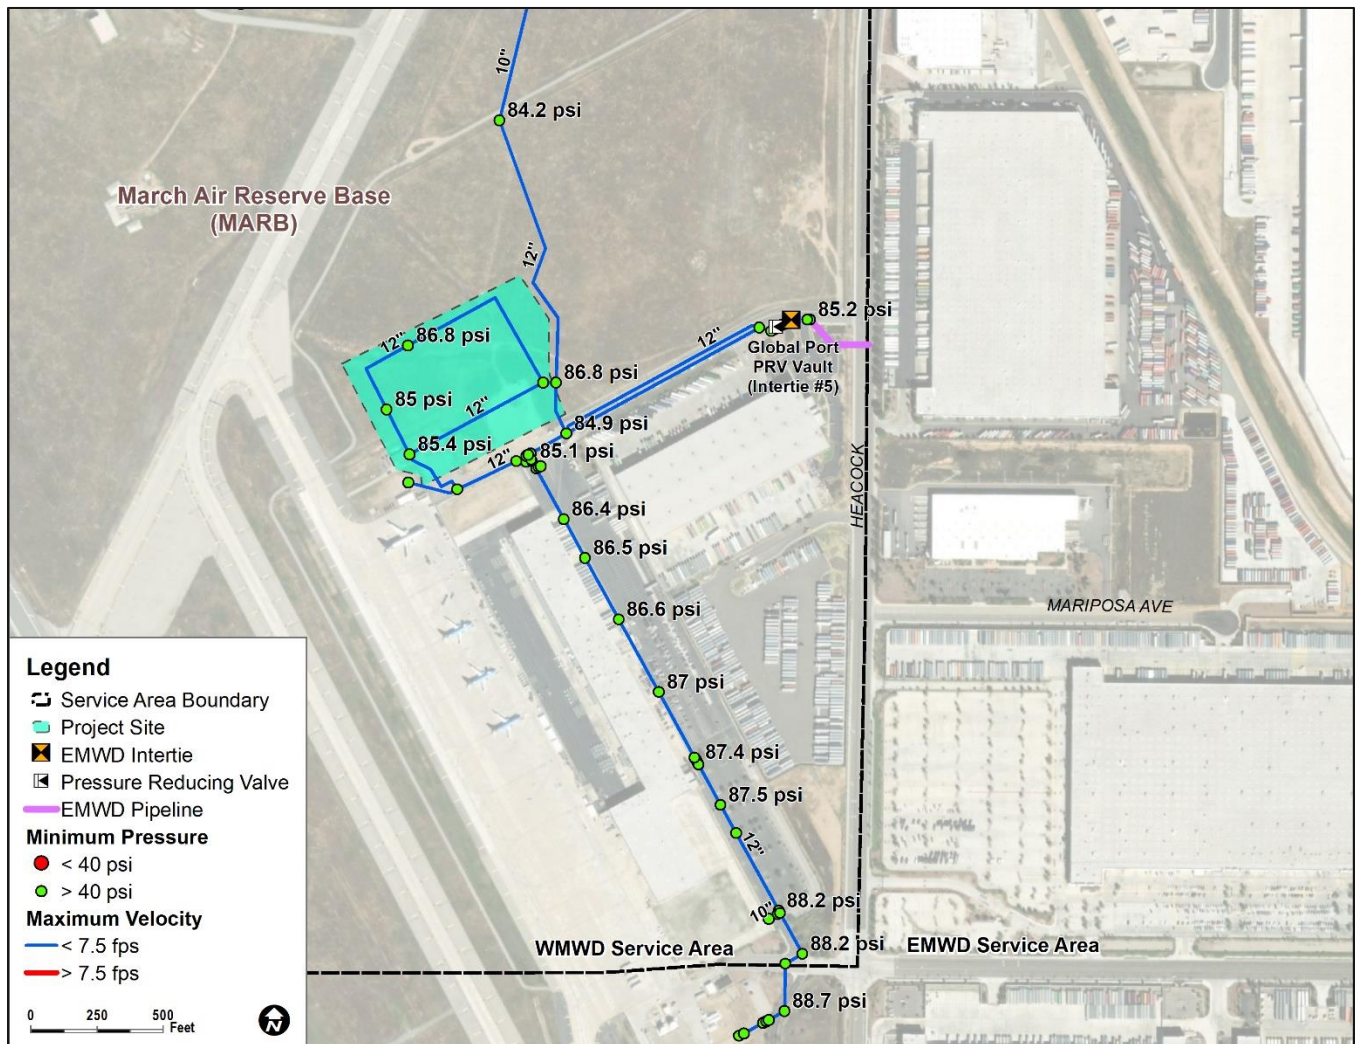 10"
84.2 psi
March Air Reserve Base
(MARB)
12"
85.2 psi
12"
86.8 psi
12"
Global Port
PRV Vault
(Intertie #5)
86.8 psi
85 psi
12"
84.9 psi
85.4 psi
12"
85.1 psi
HEACOCK
86.4 psi
86.5 psi
MARIPOSA AVE
86.6 psi
87 psi
87.4 psi
87.5 psi
12"
88.2 psi
10"
WMWD Service Area
88.2 psi
EMWD Service Area
88.7 psi
Legend
Service Area Boundary
Project Site
EMWD Intertie
Pressure Reducing Valve
EMWD Pipeline
Minimum Pressure
< 40 psi
> 40 psi
Maximum Velocity
< 7.5 fps
> 7.5 fps
0 250 500
Feet
N